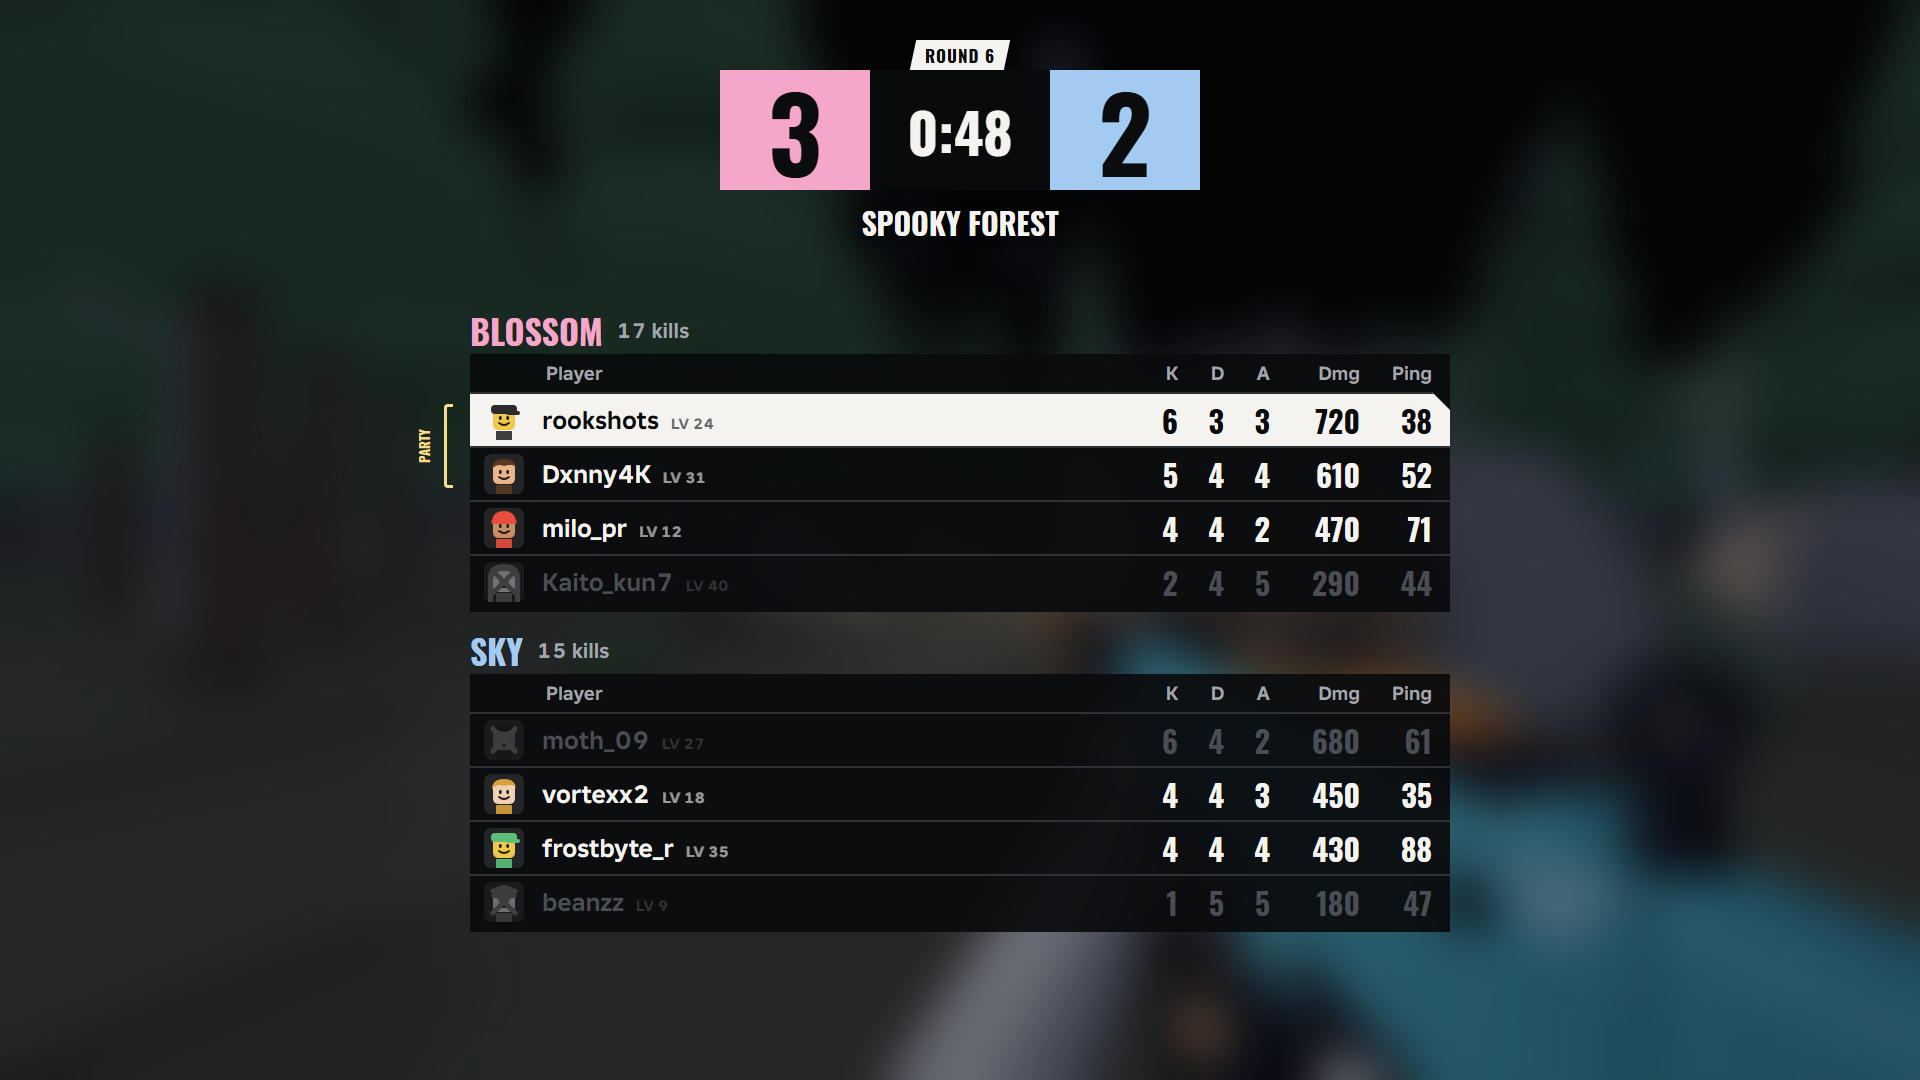 ROUND 6
3 0:48 2
SPOOKY FOREST
BLOSSOM 17 kills
Player K D A Dmg Ping
PARTY
rookshots LV 24 6 3 3 720 38
Dxnny4K LV 31 5 4 4 610 52
milo_pr LV 12 4 4 2 470 71
Kaito_kun7 LV 40 2 4 5 290 44
SKY 15 kills
Player K D A Dmg Ping
moth_09 LV 27 6 4 2 680 61
vortexx2 LV 18 4 4 3 450 35
frostbyte_r LV 35 4 4 4 430 88
beanzz LV 9 1 5 5 180 47